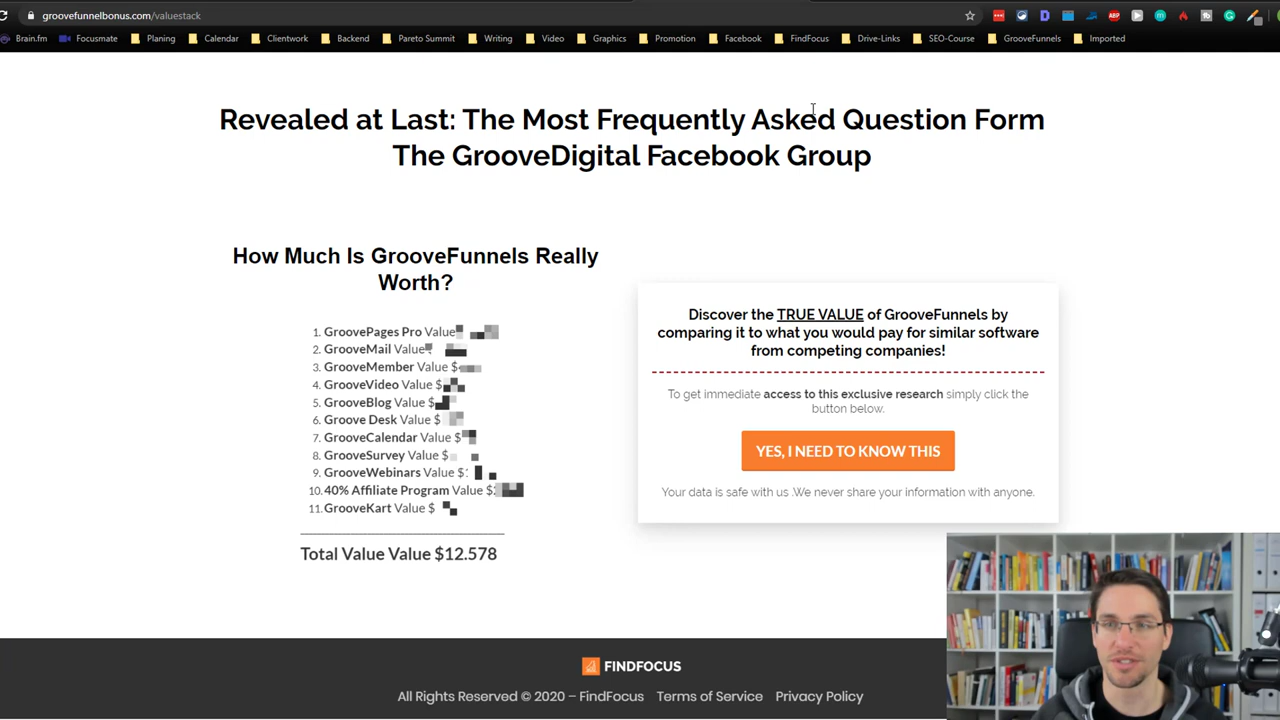 groovefunnelbonus.com/valuestack
Brain.fm Focusmate Planing Calendar Clientwork Backend Pareto Summit Writing Video Graphics Promotion Facebook FindFocus Drive-Links SEO-Course GrooveFunnels Imported
Revealed at Last: The Most Frequently Asked Question Form
The GrooveDigital Facebook Group
How Much Is GrooveFunnels Really
Worth?
1. GroovePages Pro Value
2. GrooveMail Value
3. GrooveMember Value $
4. GrooveVideo Value $
5. GrooveBlog Value $
6. Groove Desk Value $
7. GrooveCalendar Value $
8. GrooveSurvey Value $
9. GrooveWebinars Value $
10. 40% Affiliate Program Value $
11. GrooveKart Value $
Total Value Value $12.578
Discover the TRUE VALUE of GrooveFunnels by
comparing it to what you would pay for similar software
from competing companies!
To get immediate access to this exclusive research simply click the
button below.
YES, I NEED TO KNOW THIS
Your data is safe with us .We never share your information with anyone.
FINDFOCUS
All Rights Reserved © 2020 – FindFocus Terms of Service Privacy Policy